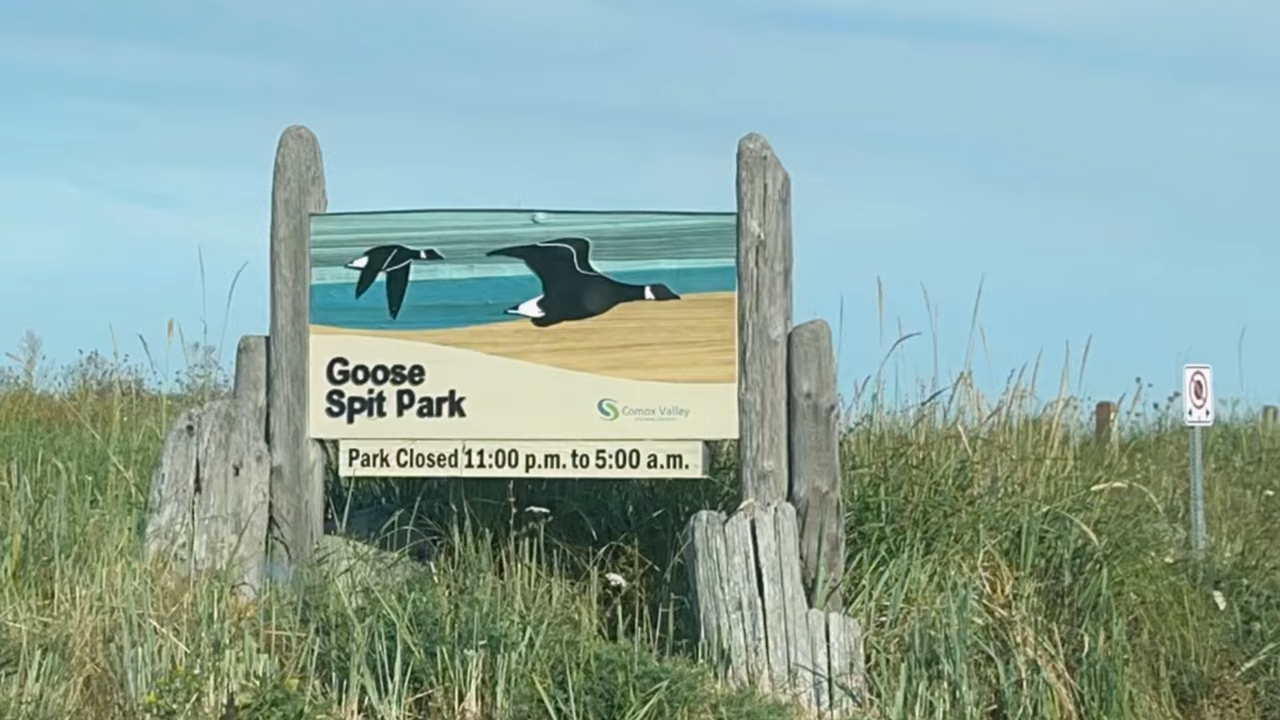 Goose
Spit Park
Comox Valley
Park Closed 11:00 p.m. to 5:00 a.m.